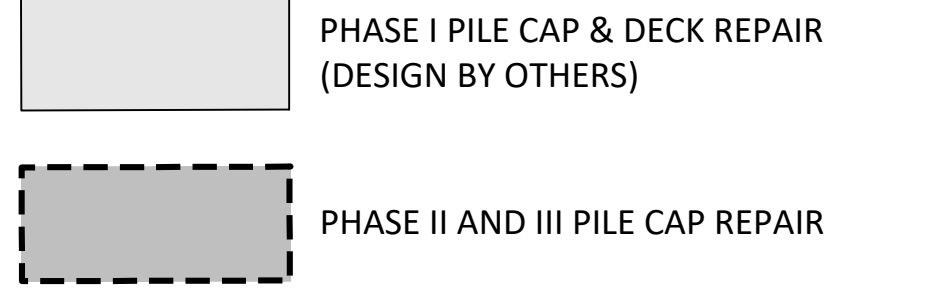 PHASE I PILE CAP & DECK REPAIR
(DESIGN BY OTHERS)
PHASE II AND III PILE CAP REPAIR